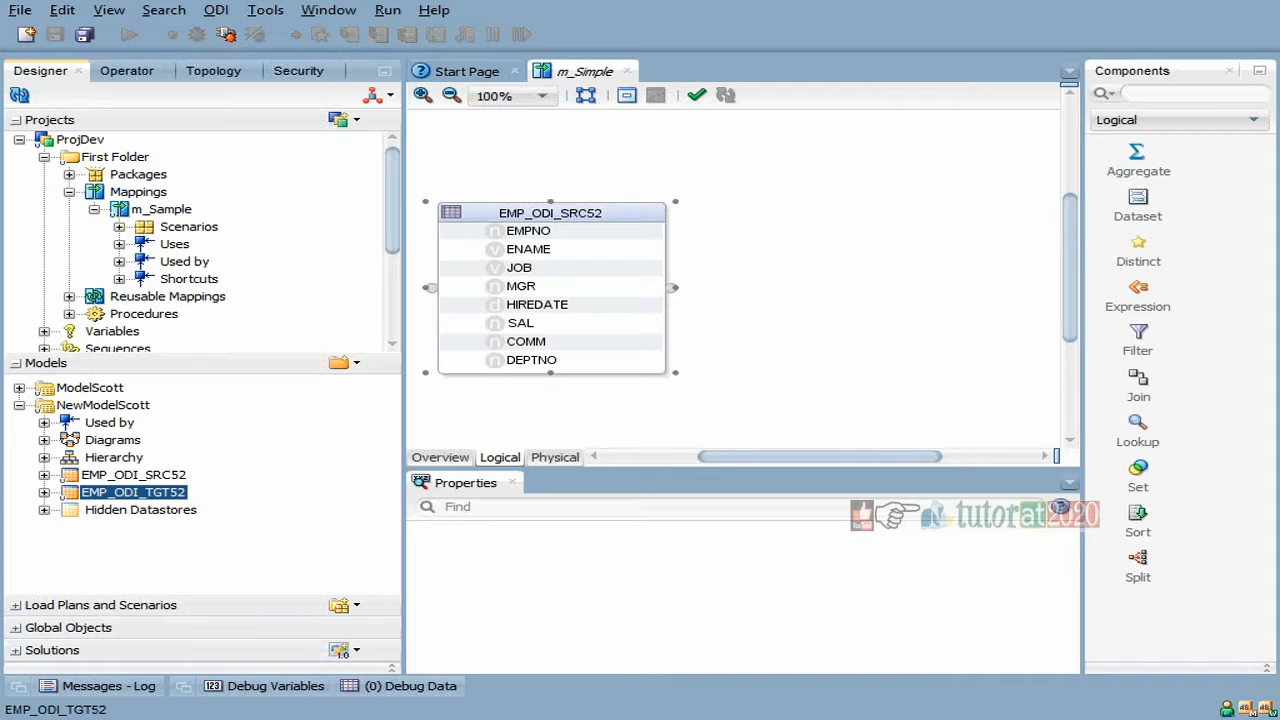 File Edit View Search ODI Tools Window Run Help
Designer Operator Topology Security
Projects
ProjDev
First Folder
Packages
Mappings
m_Sample
Scenarios
Uses
Used by
Shortcuts
Reusable Mappings
Procedures
Variables
Sequences
Models
ModelScott
NewModelScott
Used by
Diagrams
Hierarchy
EMP_ODI_SRC52
EMP_ODI_TGT52
Hidden Datastores
Load Plans and Scenarios
Global Objects
Solutions
Start Page m_Simple
100%
EMP_ODI_SRC52
n EMPNO
v ENAME
v JOB
n MGR
d HIREDATE
n SAL
n COMM
n DEPTNO
Overview Logical Physical
Properties
Find
tutorat2020
Components
Logical
Aggregate
Dataset
Distinct
Expression
Filter
Join
Lookup
Set
Sort
Split
Messages - Log Debug Variables (0) Debug Data
EMP_ODI_TGT52